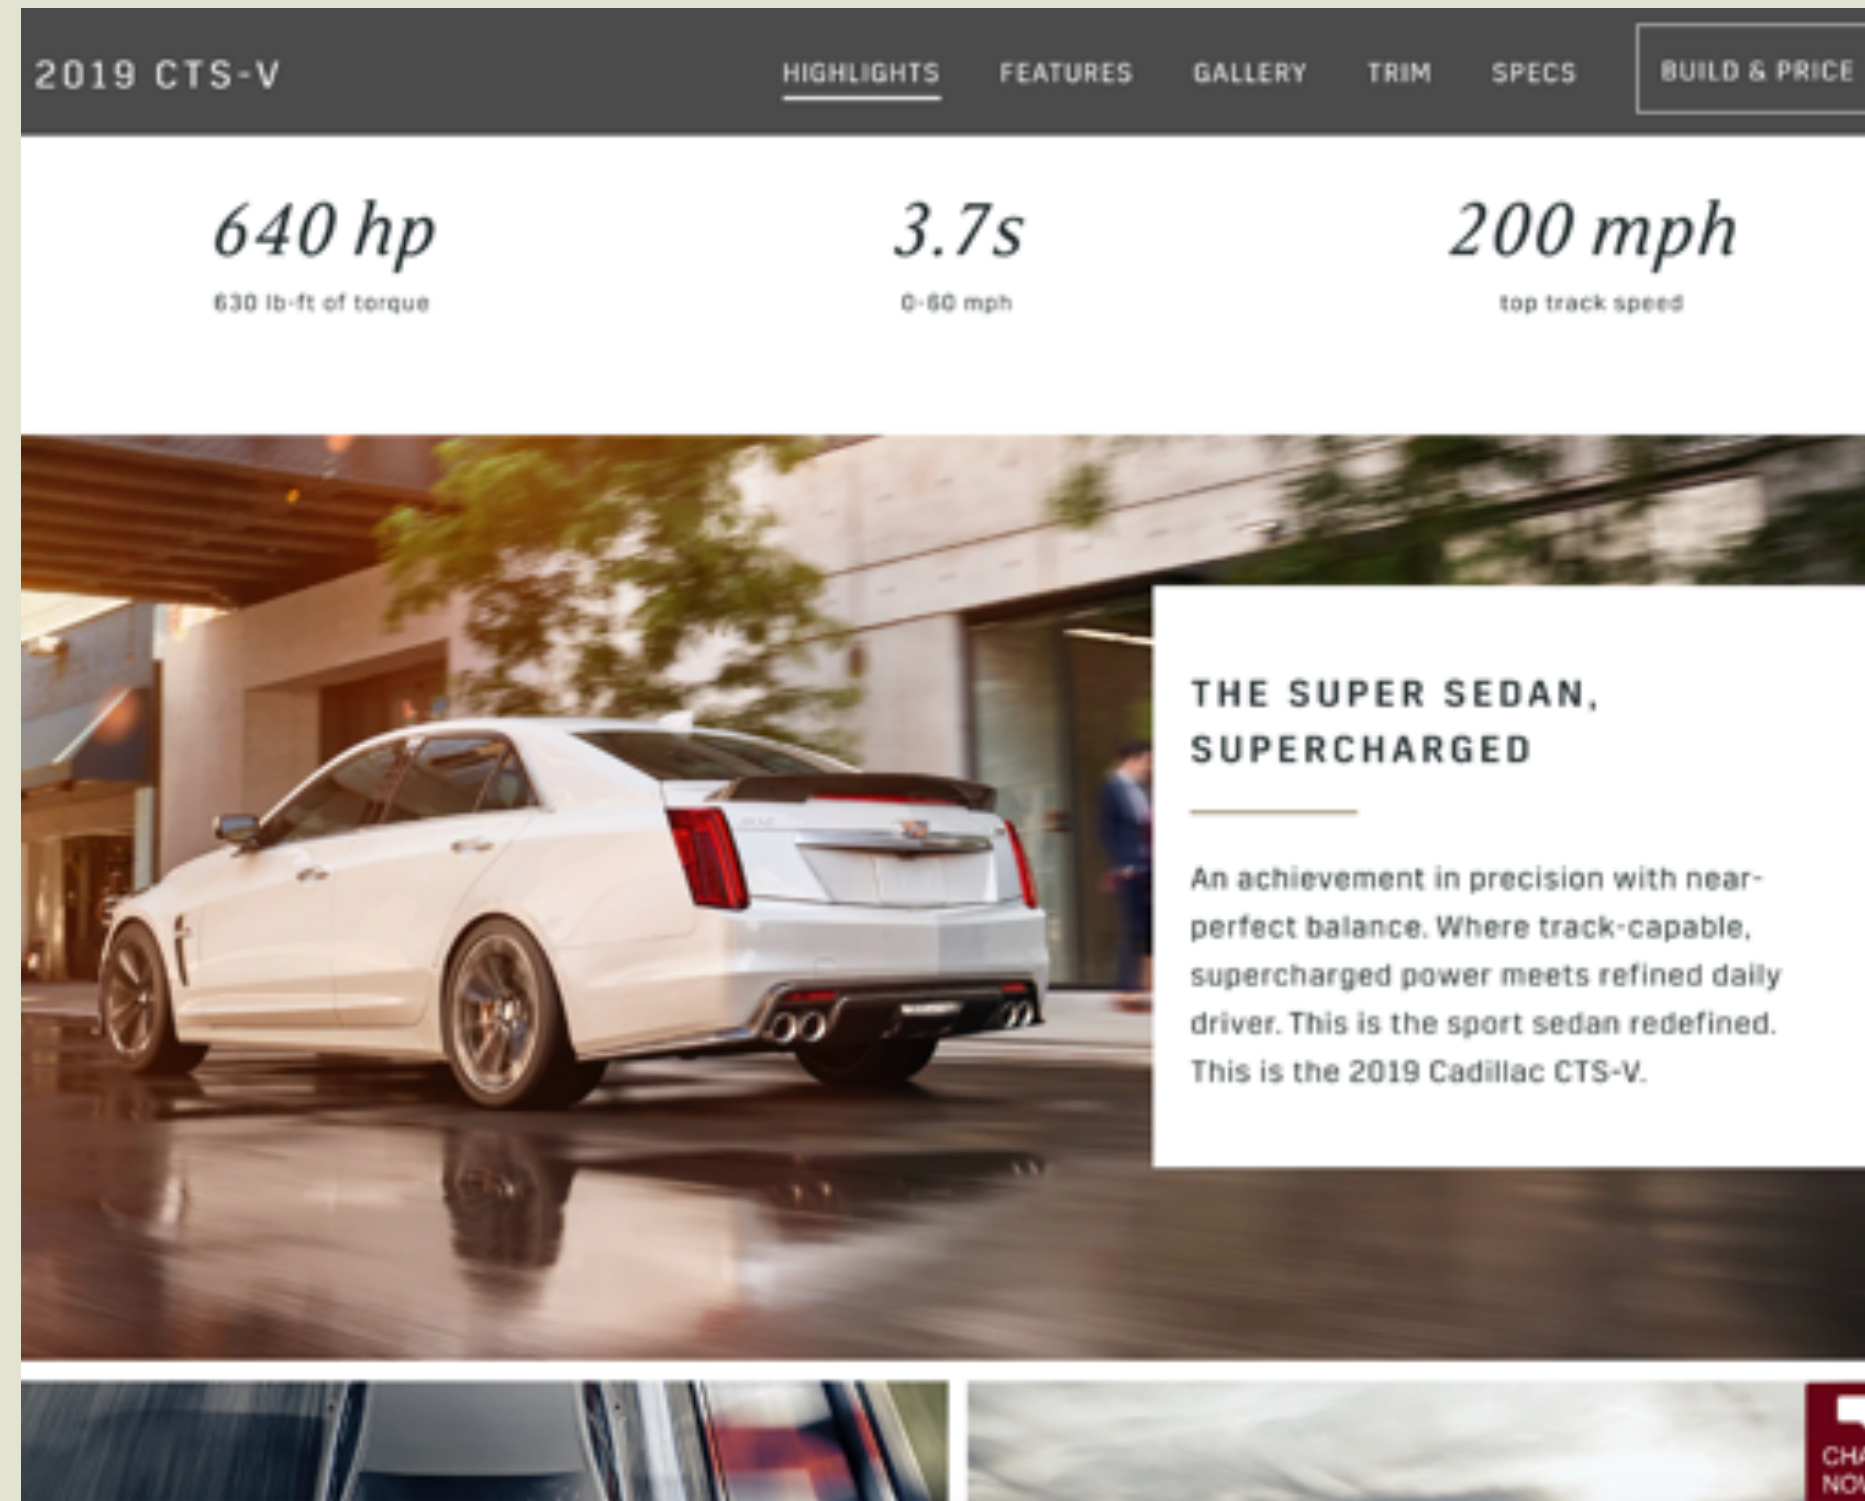 2019 CTS-V
HIGHLIGHTS FEATURES GALLERY TRIM SPECS BUILD & PRICE
640 hp
630 lb-ft of torque
3.7s
0-60 mph
200 mph
top track speed
THE SUPER SEDAN,
SUPERCHARGED
An achievement in precision with near-
perfect balance. Where track-capable,
supercharged power meets refined daily
driver. This is the sport sedan redefined.
This is the 2019 Cadillac CTS-V.